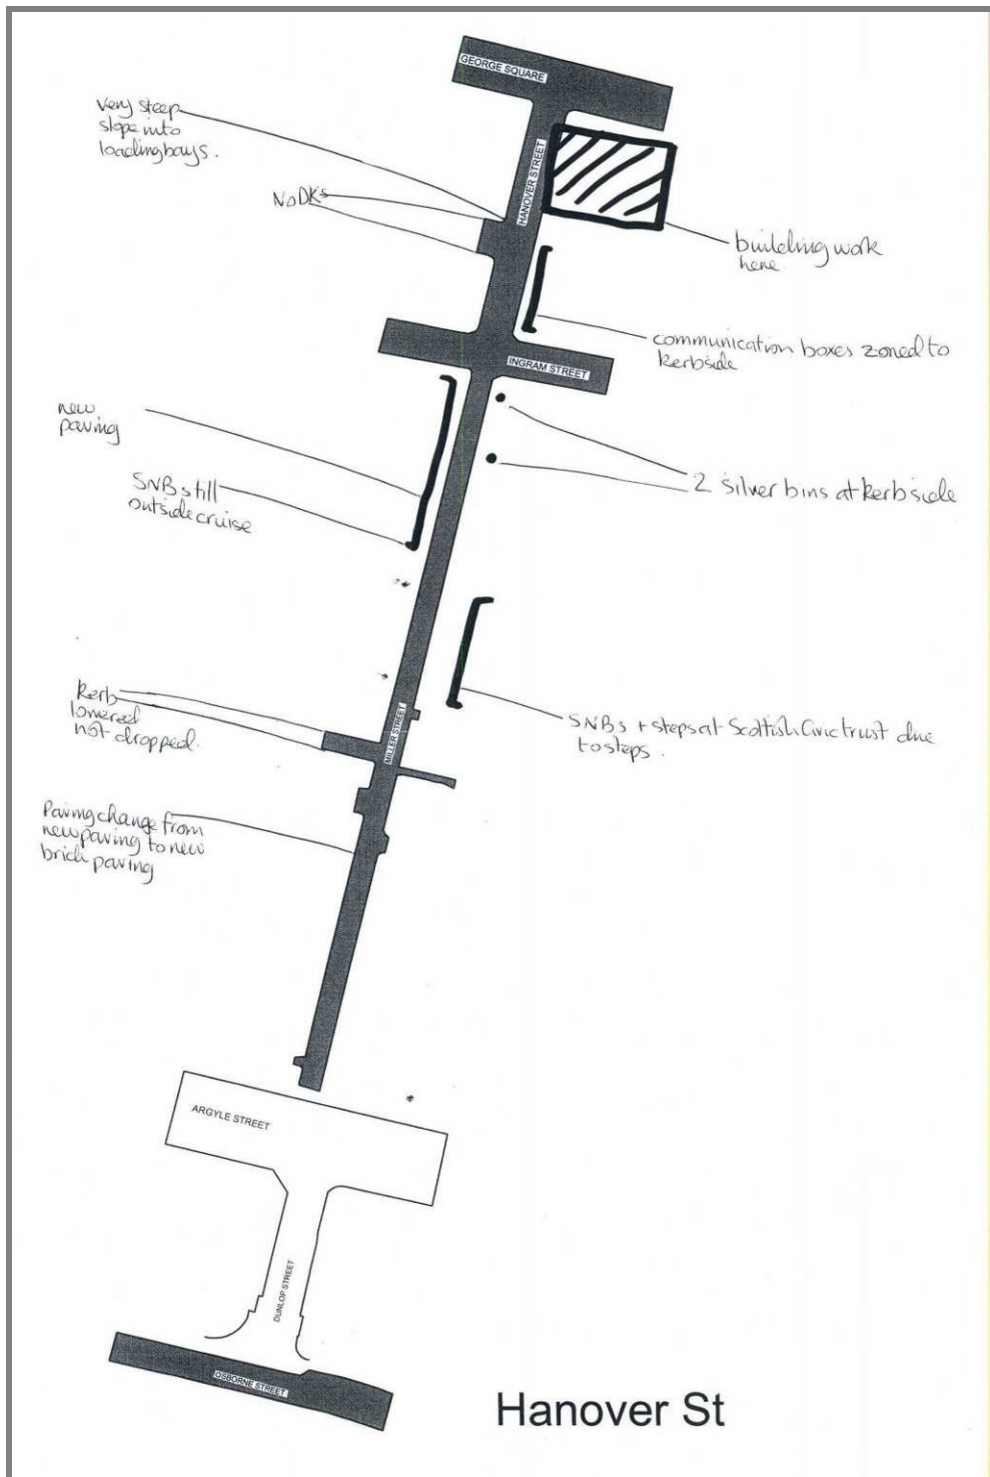 GEORGE SQUARE
very steep
slope into
loading bays.
HANOVER STREET
No DKs
building work
here
communication boxes zoned to
kerbside
INGRAM STREET
new
paving
2 silver bins at kerbside
SNB still
outside cruise
Kerb
lowered
not dropped.
MILLER STREET
SNBs + steps at Scottish Civic trust due
to steps.
Paving change from
new paving to new
brick paving
ARGYLE STREET
DUNLOP STREET
OSBORNE STREET
Hanover St